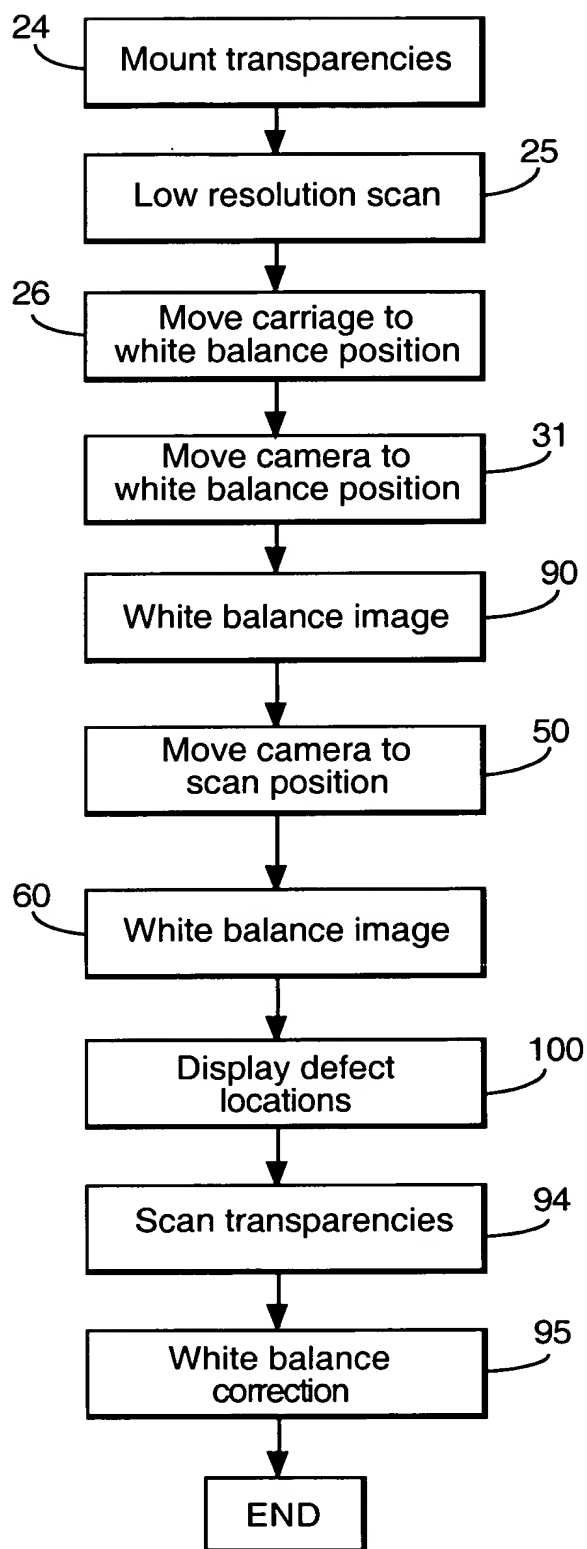 24
Mount transparencies
25
Low resolution scan
26
Move carriage to
white balance position
31
Move camera to
white balance position
90
White balance image
50
Move camera to
scan position
60
White balance image
100
Display defect
locations
94
Scan transparencies
95
White balance
correction
END